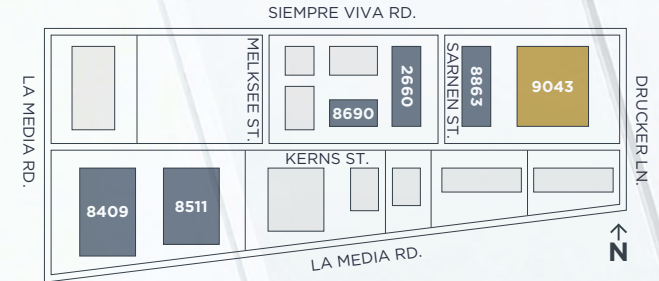 SIEMPRE VIVA RD.
LA MEDIA RD.
MELKSEE ST.
8690
2660
SARNEN ST.
8863
9043
DRUCKER LN.
KERNS ST.
8409
8511
LA MEDIA RD.
N